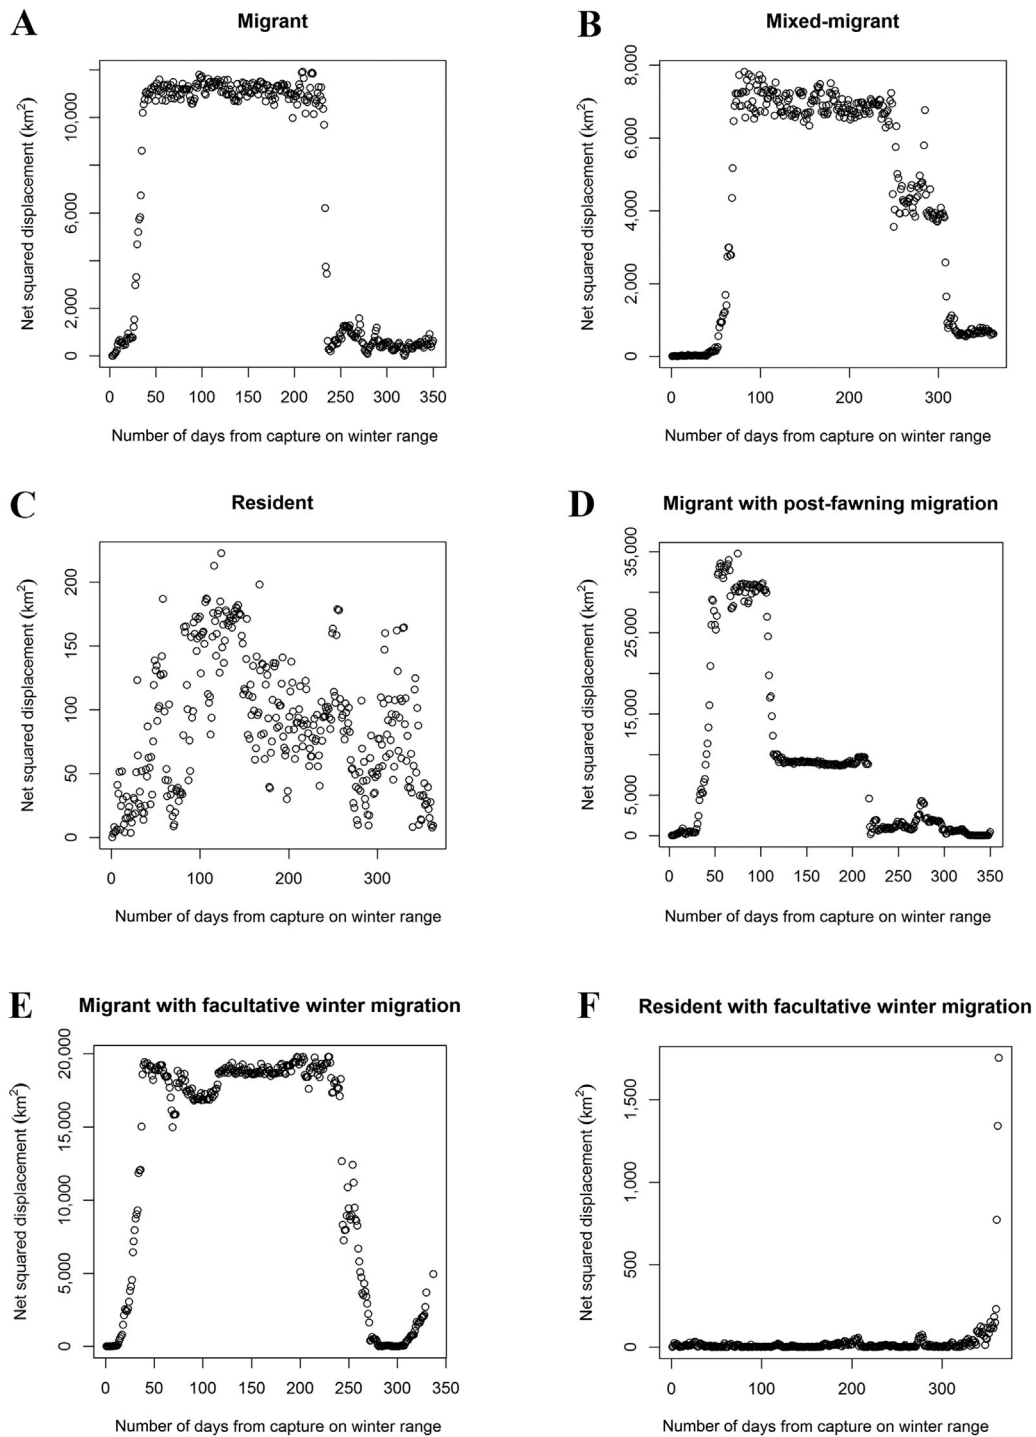 A
Migrant
Net squared displacement (km²)
10,000
6,000
2,000
0
0 50 100 150 200 250 300 350
Number of days from capture on winter range
B
Mixed-migrant
Net squared displacement (km²)
8,000
6,000
4,000
2,000
0
0 100 200 300
Number of days from capture on winter range
C
Resident
Net squared displacement (km²)
200
150
100
50
0
0 100 200 300
Number of days from capture on winter range
D
Migrant with post-fawning migration
Net squared displacement (km²)
35,000
25,000
15,000
5,000
0
0 50 100 150 200 250 300 350
Number of days from capture on winter range
E
Migrant with facultative winter migration
Net squared displacement (km²)
20,000
15,000
10,000
5,000
0
0 50 100 150 200 250 300 350
Number of days from capture on winter range
F
Resident with facultative winter migration
Net squared displacement (km²)
1,500
1,000
500
0
0 100 200 300
Number of days from capture on winter range